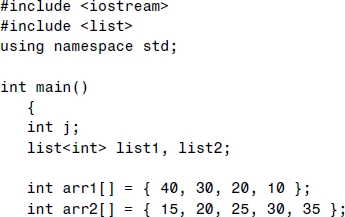 #include <iostream>
#include <list>
using namespace std;

int main()
   {
   int j;
   list<int> list1, list2;

   int arr1[] = { 40, 30, 20, 10 };
   int arr2[] = { 15, 20, 25, 30, 35 };